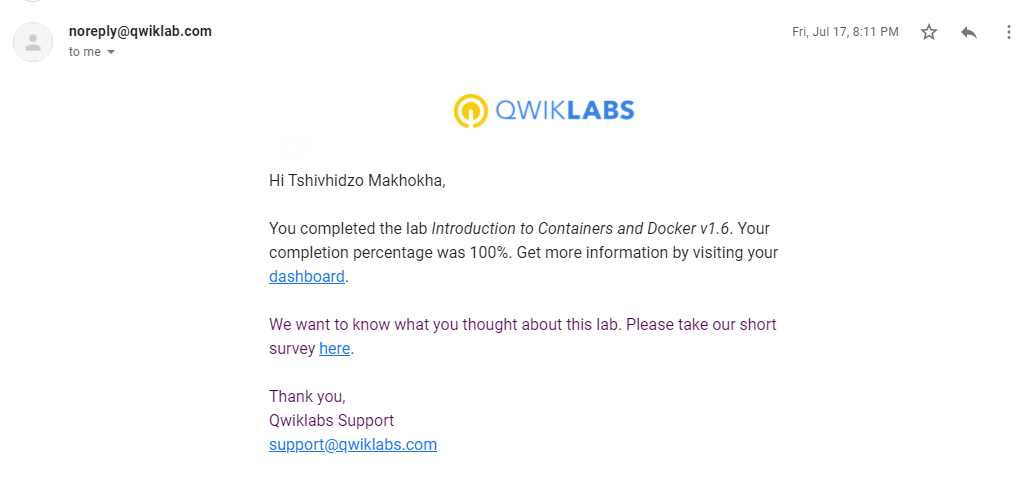 noreply@qwiklab.com
Fri, Jul 17, 8:11 PM
to me
QWIKLABS
Hi Tshivhidzo Makhokha,
You completed the lab Introduction to Containers and Docker v1.6. Your
completion percentage was 100%. Get more information by visiting your
dashboard.
We want to know what you thought about this lab. Please take our short
survey here.
Thank you,
Qwiklabs Support
support@qwiklabs.com